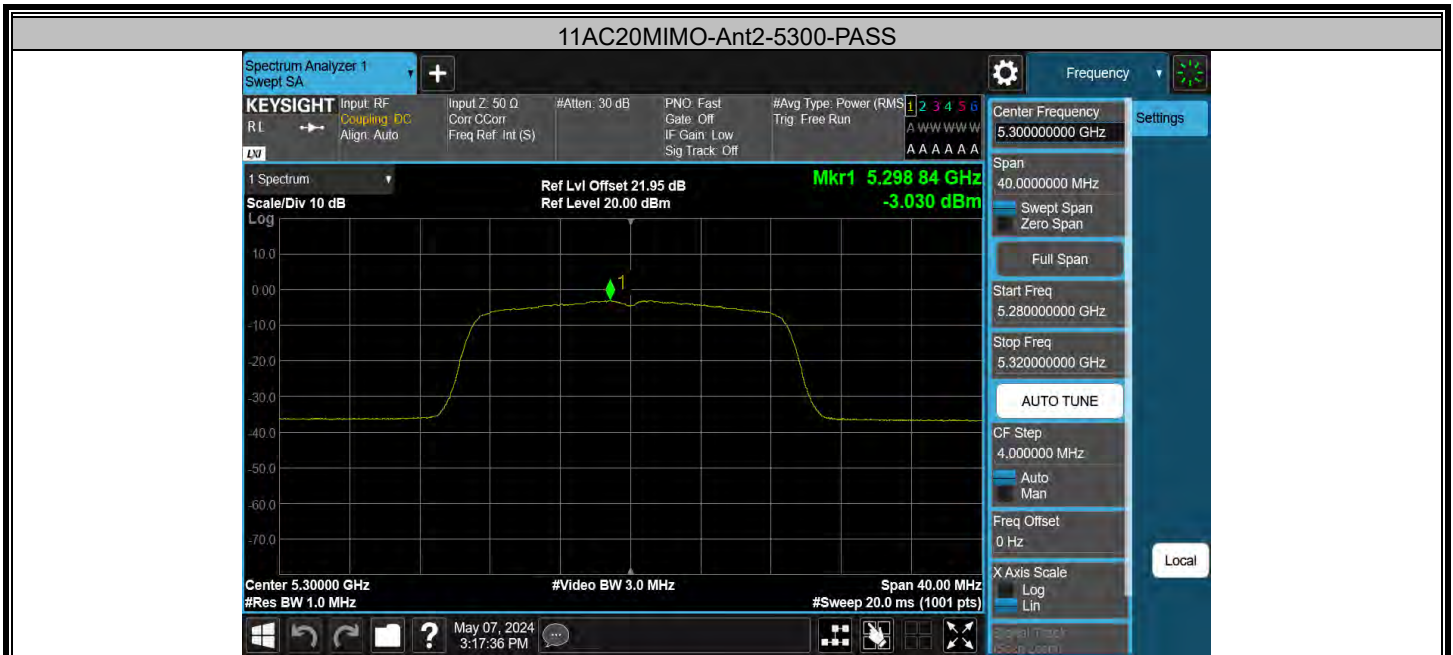 11AC20MIMO-Ant2-5300-PASS
Spectrum Analyzer 1
Swept SA
+
Frequency
KEYSIGHT
RL
LXI
Input: RF
Coupling: DC
Align: Auto
Input Z: 50 Ω
Corr CCorr
Freq Ref: Int (S)
#Atten: 30 dB
PNO: Fast
Gate: Off
IF Gain: Low
Sig Track: Off
#Avg Type: Power (RMS
Trig: Free Run
1 2 3 4 5 6
A W W W W W
A A A A A A
1 Spectrum
Scale/Div 10 dB
Log
Ref Lvl Offset 21.95 dB
Ref Level 20.00 dBm
Mkr1 5.298 84 GHz
-3.030 dBm
10.0
0.00
-10.0
-20.0
-30.0
-40.0
-50.0
-60.0
-70.0
1
Center 5.30000 GHz
#Res BW 1.0 MHz
#Video BW 3.0 MHz
Span 40.00 MHz
#Sweep 20.0 ms (1001 pts)
Center Frequency
5.300000000 GHz
Settings
Span
40.0000000 MHz
Swept Span
Zero Span
Full Span
Start Freq
5.280000000 GHz
Stop Freq
5.320000000 GHz
AUTO TUNE
CF Step
4.000000 MHz
Auto
Man
Freq Offset
0 Hz
X Axis Scale
Log
Lin
Local
?
May 07, 2024
3:17:36 PM